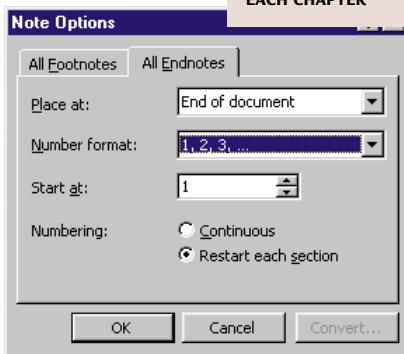 EACH CHAPTER
Note Options
All Footnotes
All Endnotes
Place at:
End of document
Number format:
1, 2, 3, ...
Start at:
1
Numbering:
Continuous
Restart each section
OK
Cancel
Convert...